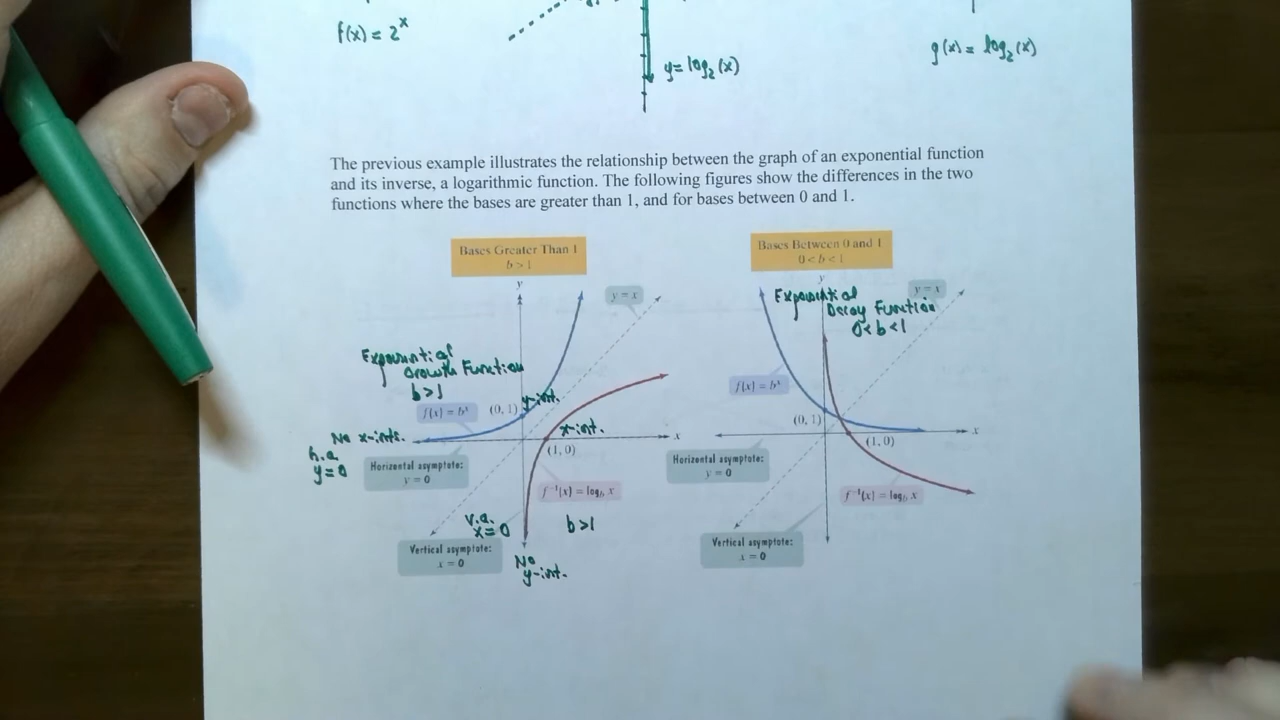 f(x) = 2^x
y = log₂(x)
g(x) = log₂(x)
The previous example illustrates the relationship between the graph of an exponential function
and its inverse, a logarithmic function. The following figures show the differences in the two
functions where the bases are greater than 1, and for bases between 0 and 1.
Bases Greater Than 1
b > 1
y
y = x
Exponential
Growth Function
b>1
f(x) = bˣ
(0, 1)
y-int.
No x-ints.
x-int.
x
(1, 0)
h.a.
y=0
Horizontal asymptote:
y = 0
f⁻¹(x) = log_b x
v.a.
x=0
b>1
Vertical asymptote:
x = 0
No
y-int.
Bases Between 0 and 1
0 < b < 1
y
y = x
Exponential
Decay Function
0<b<1
f(x) = bˣ
(0, 1)
x
(1, 0)
Horizontal asymptote:
y = 0
f⁻¹(x) = log_b x
Vertical asymptote:
x = 0